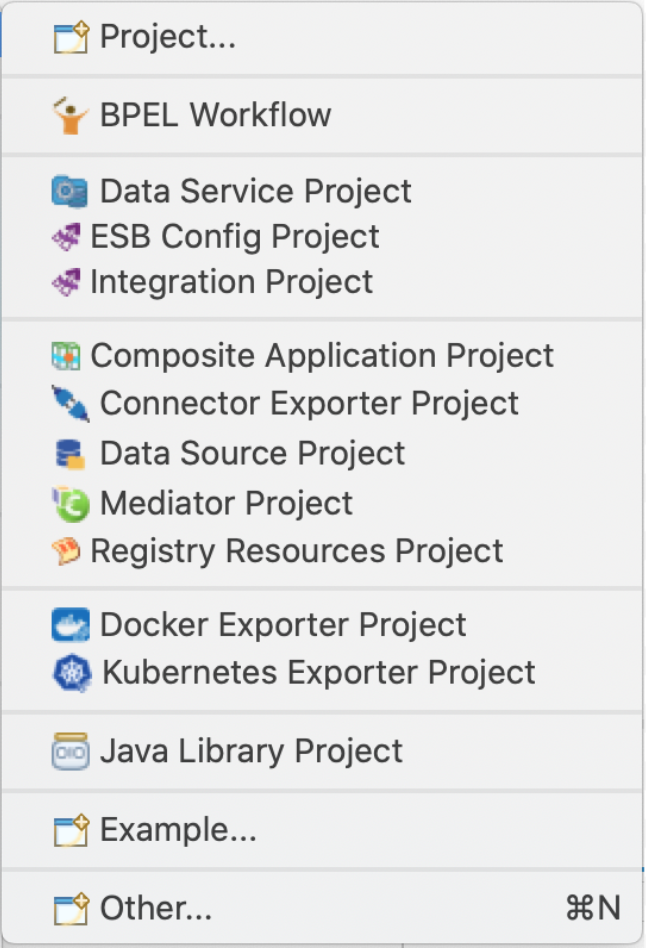 Project...
BPEL Workflow
Data Service Project
ESB Config Project
Integration Project
Composite Application Project
Connector Exporter Project
Data Source Project
Mediator Project
Registry Resources Project
Docker Exporter Project
Kubernetes Exporter Project
Java Library Project
Example...
Other... ⌘N